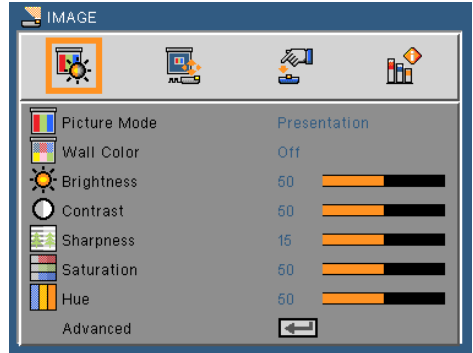 IMAGE
Picture Mode Presentation
Wall Color Off
Brightness 50
Contrast 50
Sharpness 15
Saturation 50
Hue 50
Advanced